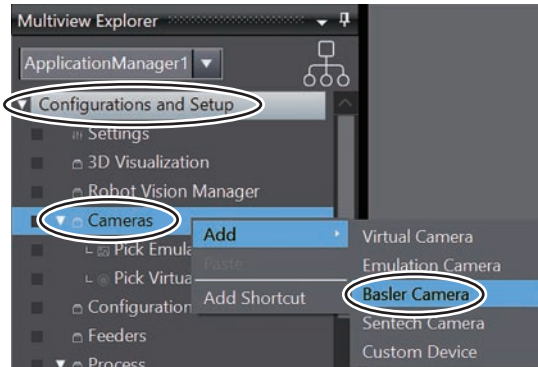 Multiview Explorer
ApplicationManager1
Configurations and Setup
Settings
3D Visualization
Robot Vision Manager
Cameras
Add
Virtual Camera
Pick Emula
Paste
Emulation Camera
Pick Virtua
Add Shortcut
Basler Camera
Configuration
Sentech Camera
Feeders
Custom Device
Process